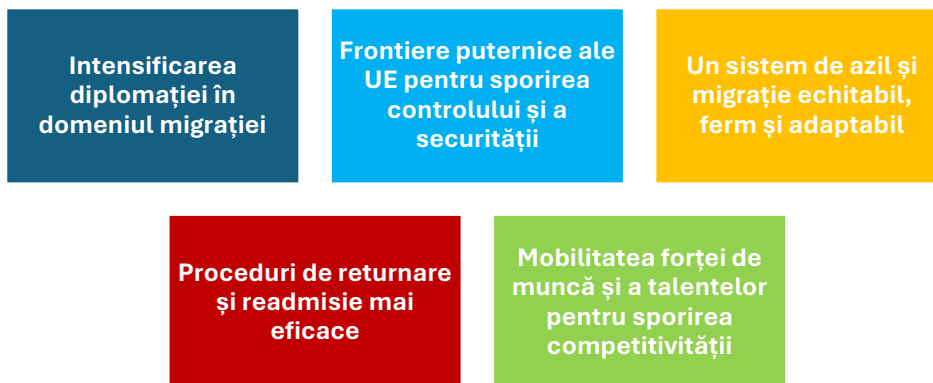 Intensificarea
diplomației în
domeniul migrației
Frontiere puternice ale
UE pentru sporirea
controlului și a
securității
Un sistem de azil și
migrație echitabil,
ferm și adaptabil
Proceduri de returnare
și readmisie mai
eficace
Mobilitatea forței de
muncă și a talentelor
pentru sporirea
competitivității